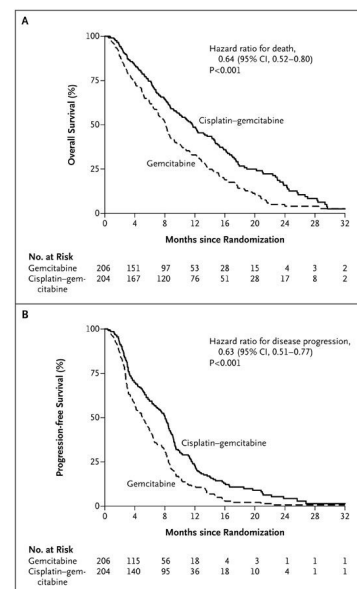 A
Hazard ratio for death,
0.64 (95% CI, 0.52–0.80)
P<0.001
Overall Survival (%)
100
75
50
25
0
Cisplatin–gemcitabine
Gemcitabine
0 4 8 12 16 20 24 28 32
Months since Randomization
No. at Risk
Gemcitabine 206 151 97 53 28 15 4 3 2
Cisplatin–gem- 204 167 120 76 51 28 17 8 2
citabine
B
Hazard ratio for disease progression,
0.63 (95% CI, 0.51–0.77)
P<0.001
Progression-free Survival (%)
100
75
50
25
0
Cisplatin–gemcitabine
Gemcitabine
0 4 8 12 16 20 24 28 32
Months since Randomization
No. at Risk
Gemcitabine 206 115 56 18 4 3 1 1 1
Cisplatin–gem- 204 140 95 36 18 10 4 1 1
citabine